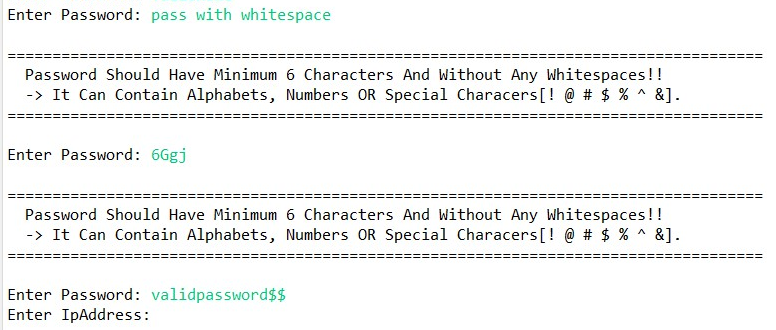 Enter Password: pass with whitespace
====================================================================================
Password Should Have Minimum 6 Characters And Without Any Whitespaces!!
-> It Can Contain Alphabets, Numbers OR Special Characers[! @ # $ % ^ &].
====================================================================================
Enter Password: 6Ggj
====================================================================================
Password Should Have Minimum 6 Characters And Without Any Whitespaces!!
-> It Can Contain Alphabets, Numbers OR Special Characers[! @ # $ % ^ &].
====================================================================================
Enter Password: validpassword$$
Enter IpAddress: